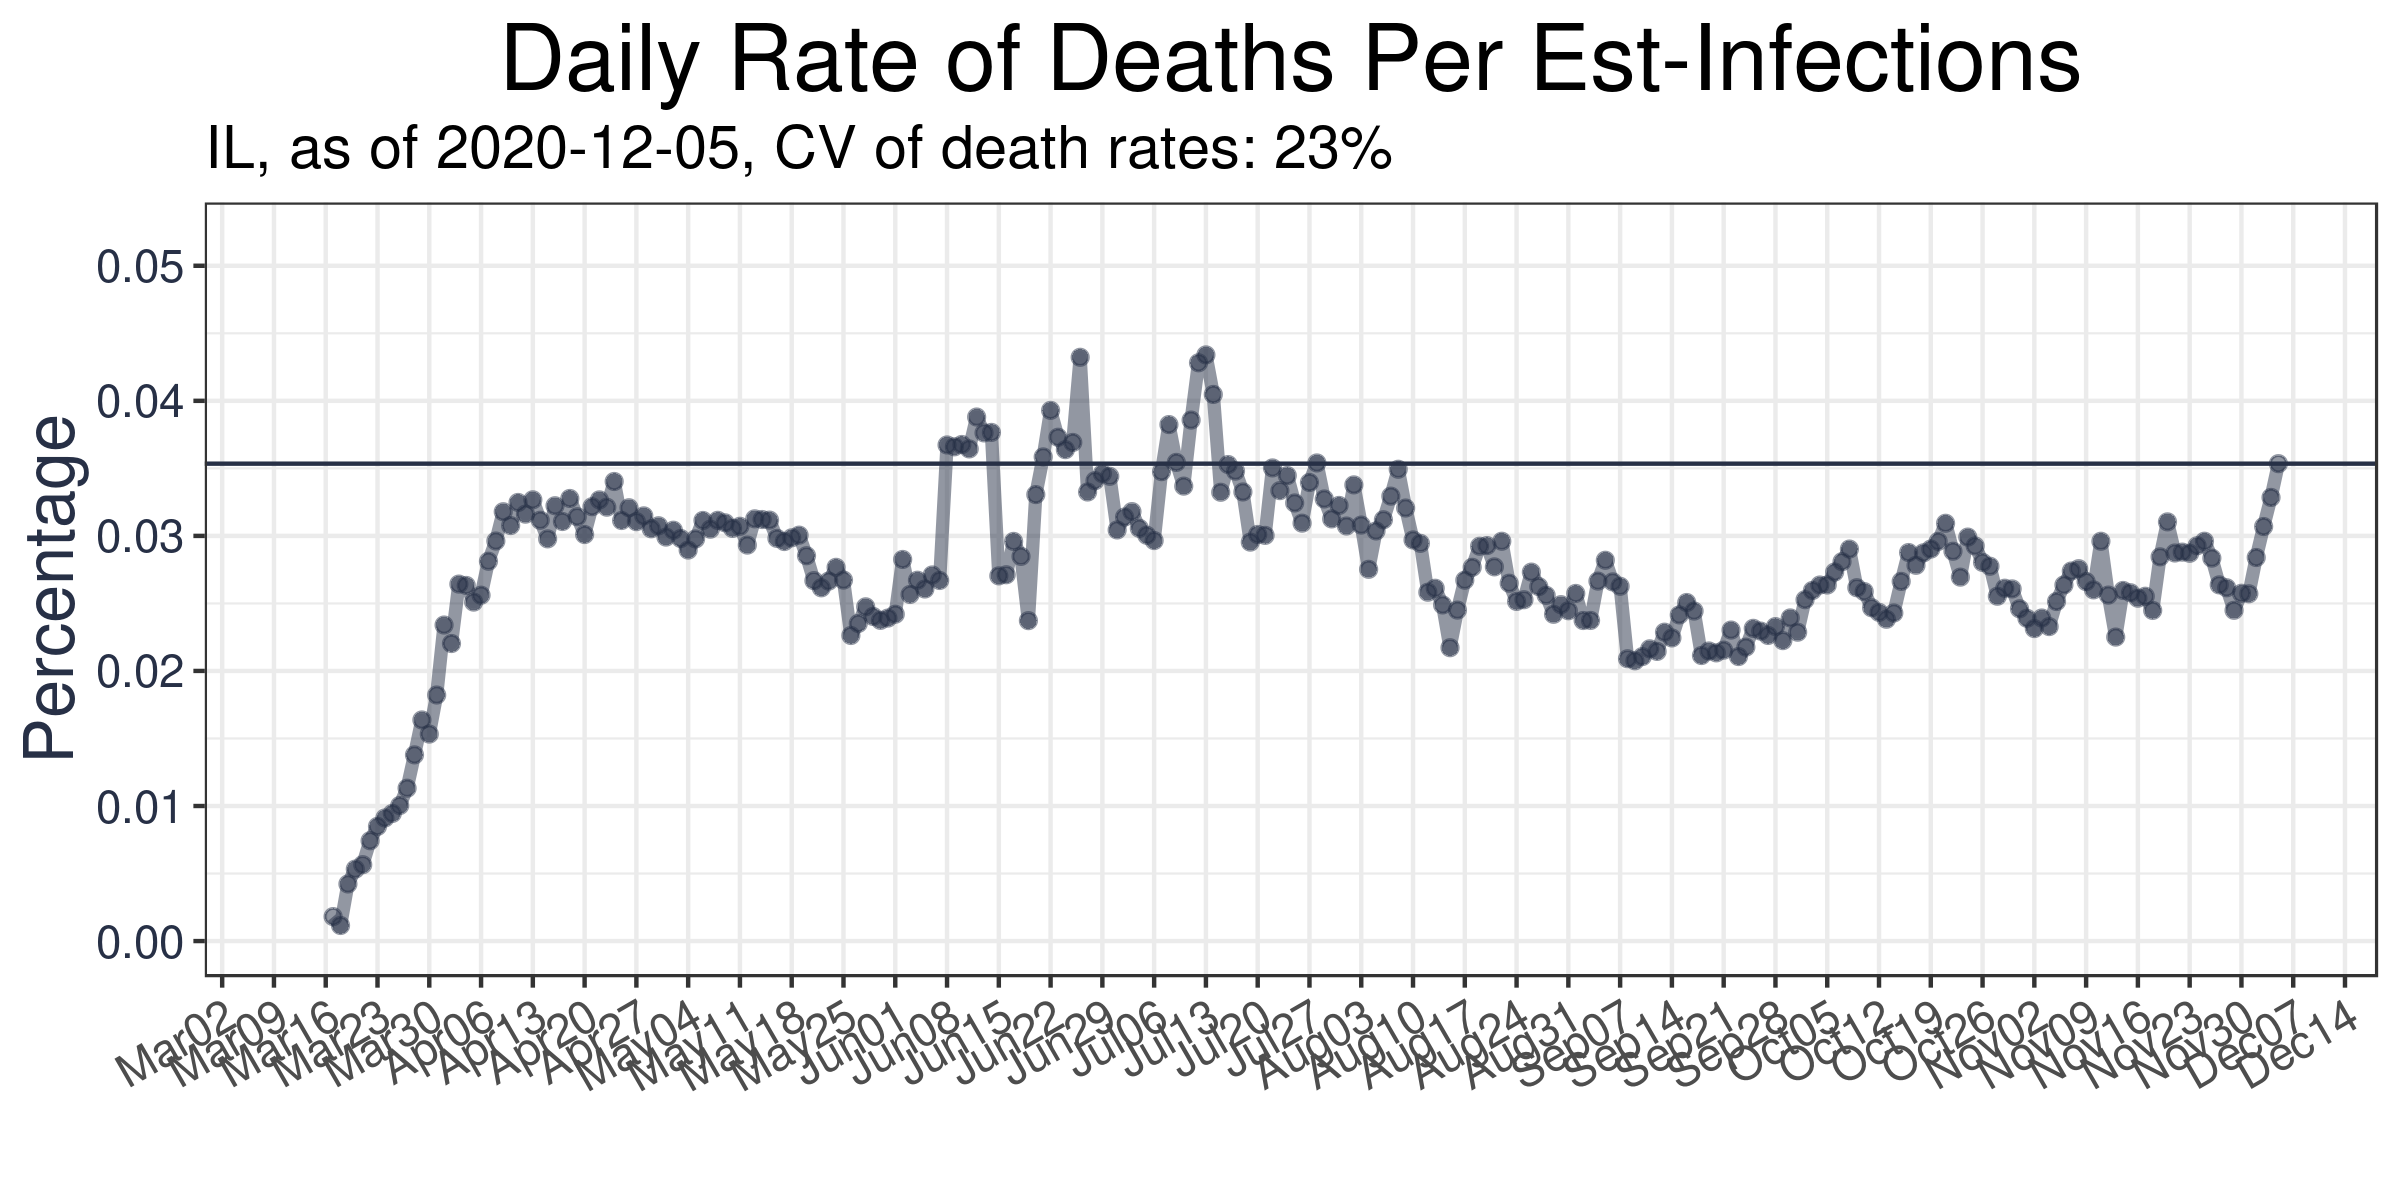 Daily Rate of Deaths Per Est-Infections
IL, as of 2020-12-05, CV of death rates: 23%
Percentage
0.05
0.04
0.03
0.02
0.01
0.00
Mar02
Mar09
Mar16
Mar23
Mar30
Apr06
Apr13
Apr20
Apr27
May04
May11
May18
May25
Jun01
Jun08
Jun15
Jun22
Jun29
Jul06
Jul13
Jul20
Jul27
Aug03
Aug10
Aug17
Aug24
Aug31
Sep07
Sep14
Sep21
Sep28
Oct05
Oct12
Oct19
Oct26
Nov02
Nov09
Nov16
Nov23
Nov30
Dec07
Dec14